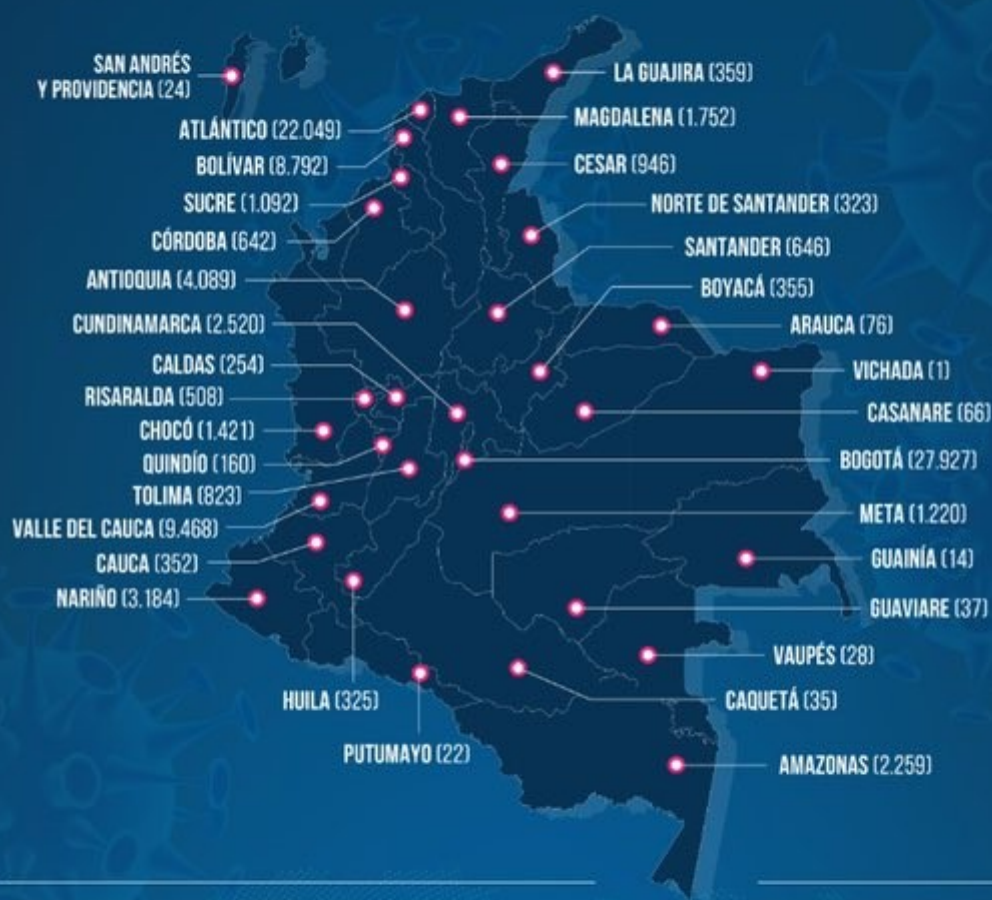 SAN ANDRÉS
Y PROVIDENCIA (24)
ATLÁNTICO (22.049)
BOLÍVAR (8.792)
SUCRE (1.092)
CÓRDOBA (642)
ANTIOQUIA (4.089)
CUNDINAMARCA (2.520)
CALDAS (254)
RISARALDA (508)
CHOCÓ (1.421)
QUINDÍO (160)
TOLIMA (823)
VALLE DEL CAUCA (9.468)
CAUCA (352)
NARIÑO (3.184)
HUILA (325)
PUTUMAYO (22)
LA GUAJIRA (359)
MAGDALENA (1.752)
CESAR (946)
NORTE DE SANTANDER (323)
SANTANDER (646)
BOYACÁ (355)
ARAUCA (76)
VICHADA (1)
CASANARE (66)
BOGOTÁ (27.927)
META (1.220)
GUAINÍA (14)
GUAVIARE (37)
VAUPÉS (28)
CAQUETÁ (35)
AMAZONAS (2.259)